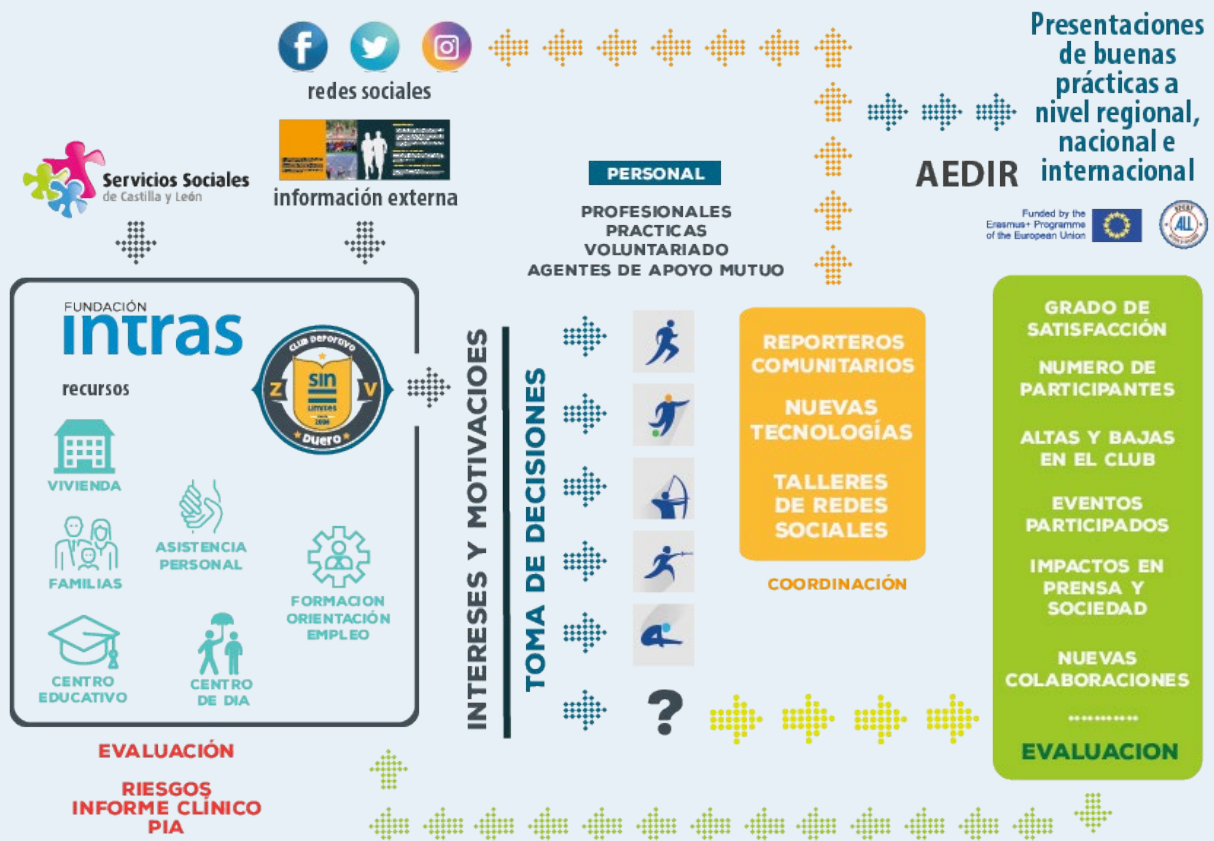 redes sociales
Servicios Sociales
de Castilla y León
información externa
Presentaciones
de buenas
prácticas a
nivel regional,
nacional e
internacional
AEDIR
Funded by the
Erasmus+ Programme
of the European Union
SPORT
ALL
PERSONAL
PROFESIONALES
PRACTICAS
VOLUNTARIADO
AGENTES DE APOYO MUTUO
FUNDACIÓN
intras
recursos
CLUB DEPORTIVO
Z
sin
Límites
V
Duero
VIVIENDA
ASISTENCIA
PERSONAL
FAMILIAS
FORMACION
ORIENTACIÓN
EMPLEO
CENTRO
EDUCATIVO
CENTRO
DE DIA
EVALUACIÓN
RIESGOS
INFORME CLÍNICO
PIA
INTERESES Y MOTIVACIOES
TOMA DE DECISIONES
?
REPORTEROS
COMUNITARIOS
NUEVAS
TECNOLOGÍAS
TALLERES
DE REDES
SOCIALES
COORDINACIÓN
GRADO DE
SATISFACCIÓN
NUMERO DE
PARTICIPANTES
ALTAS Y BAJAS
EN EL CLUB
EVENTOS
PARTICIPADOS
IMPACTOS EN
PRENSA Y
SOCIEDAD
NUEVAS
COLABORACIONES
...........
EVALUACION